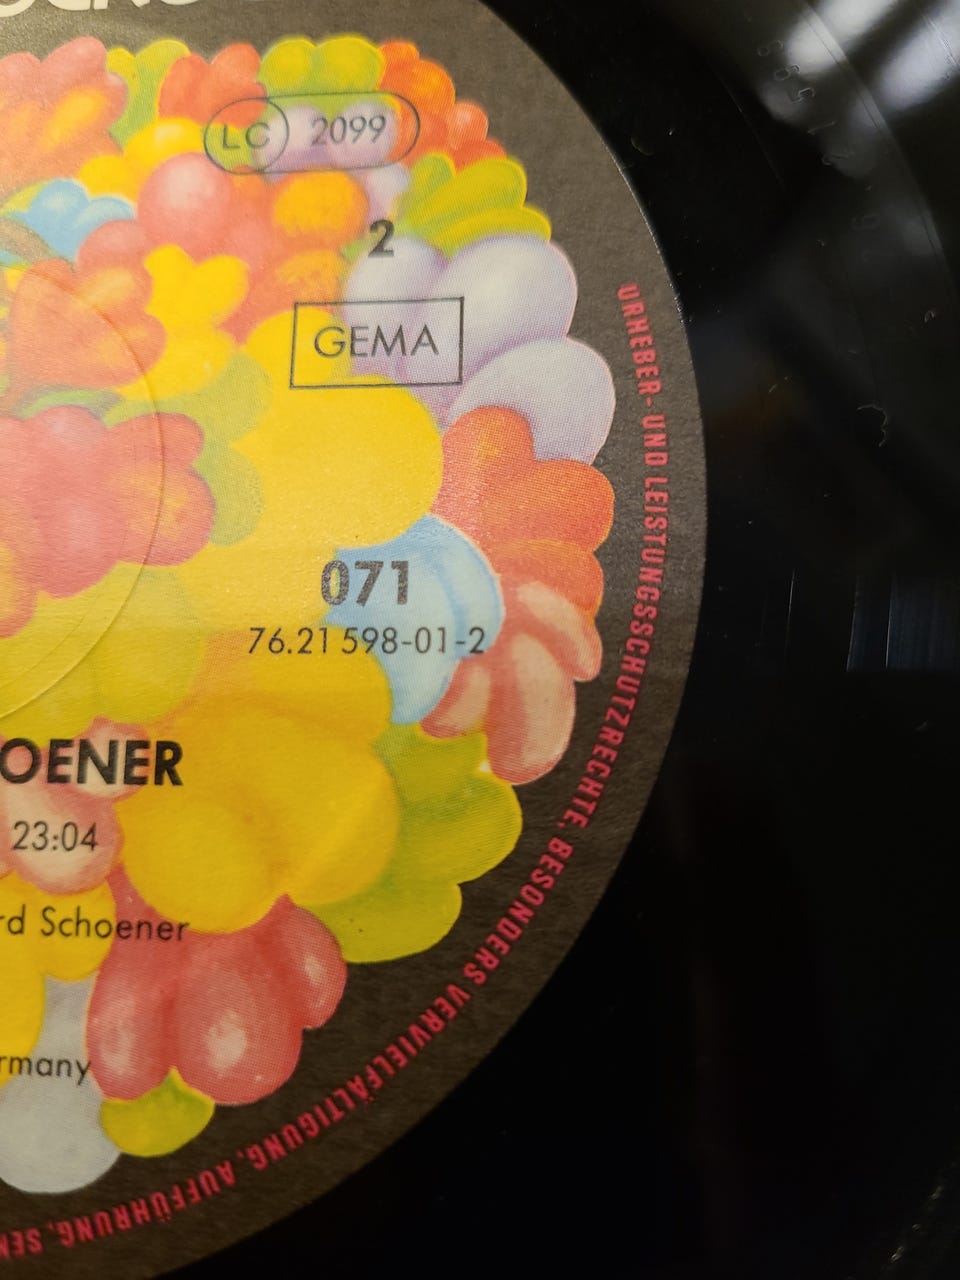 LC 2099
2
GEMA
071
76.21 598-01-2
OENER
23:04
rd Schoener
rmany
URHEBER- UND LEISTUNGSSCHUTZRECHTE, BESONDERS VERVIELFÄLTIGUNG, AUFFÜHRUNG, SEN